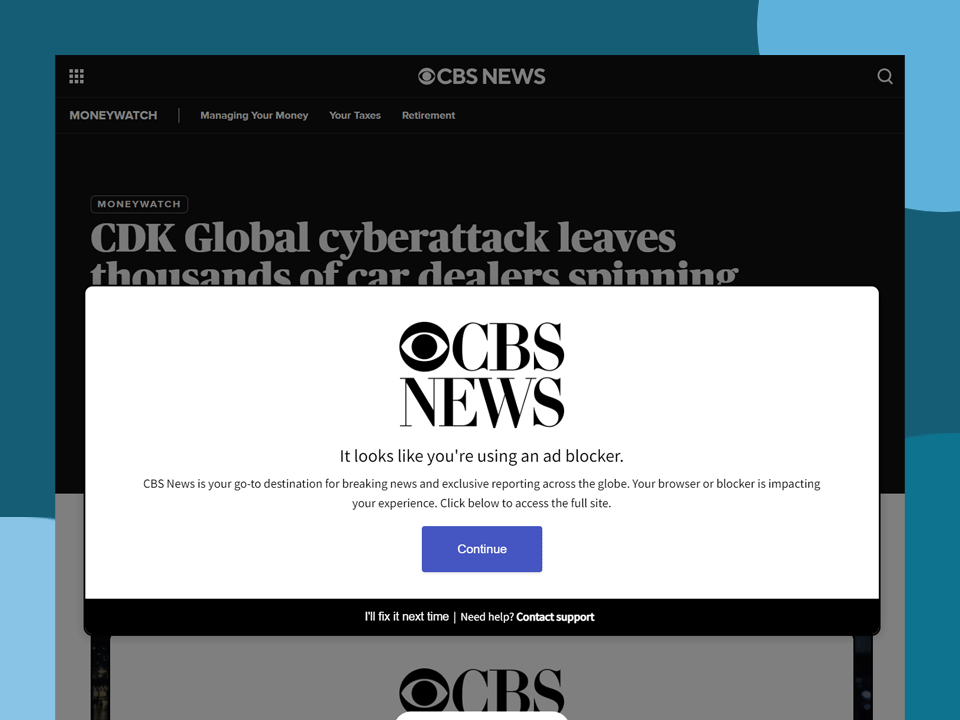 CBS NEWS
MONEYWATCH | Managing Your Money Your Taxes Retirement
MONEYWATCH
CDK Global cyberattack leaves
thousands of car dealers spinning
CBS
NEWS
It looks like you're using an ad blocker.
CBS News is your go-to destination for breaking news and exclusive reporting across the globe. Your browser or blocker is impacting
your experience. Click below to access the full site.
Continue
I'll fix it next time | Need help? Contact support
CBS